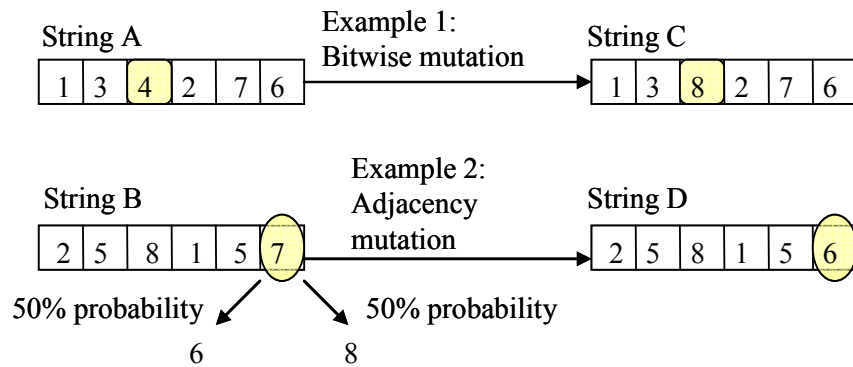 Example 1:
Bitwise mutation
String A
String C
1 3 4 2 7 6
1 3 8 2 7 6
Example 2:
Adjacency
mutation
String B
String D
2 5 8 1 5 7
2 5 8 1 5 6
50% probability
50% probability
6
8